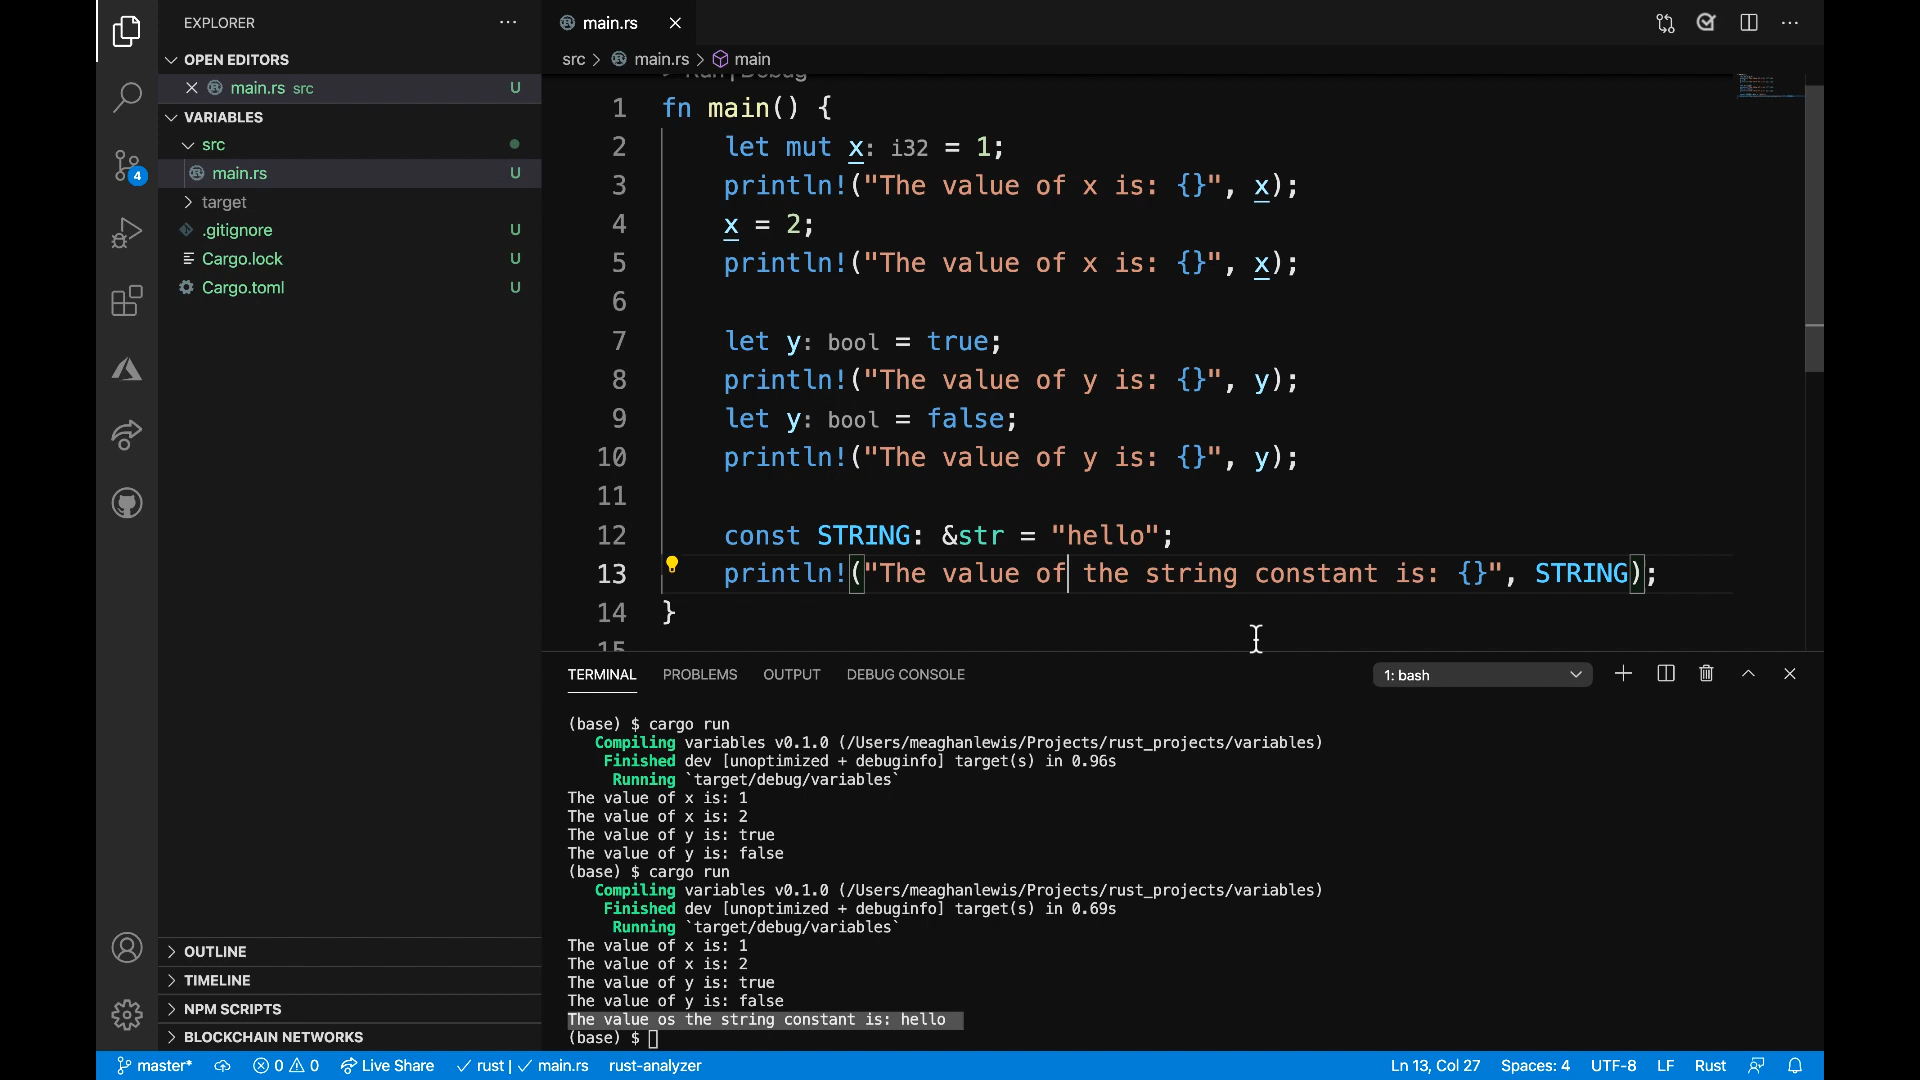 EXPLORER
OPEN EDITORS
main.rs src U
VARIABLES
src
main.rs U
target
.gitignore U
Cargo.lock U
Cargo.toml U
4
OUTLINE
TIMELINE
NPM SCRIPTS
BLOCKCHAIN NETWORKS
main.rs
src > main.rs > main
Run | Debug
1 fn main() {
2 let mut x: i32 = 1;
3 println!("The value of x is: {}", x);
4 x = 2;
5 println!("The value of x is: {}", x);
6
7 let y: bool = true;
8 println!("The value of y is: {}", y);
9 let y: bool = false;
10 println!("The value of y is: {}", y);
11
12 const STRING: &str = "hello";
13 println!("The value of the string constant is: {}", STRING);
14 }
15
TERMINAL PROBLEMS OUTPUT DEBUG CONSOLE 1: bash
(base) $ cargo run
Compiling variables v0.1.0 (/Users/meaghanlewis/Projects/rust_projects/variables)
Finished dev [unoptimized + debuginfo] target(s) in 0.96s
Running `target/debug/variables`
The value of x is: 1
The value of x is: 2
The value of y is: true
The value of y is: false
(base) $ cargo run
Compiling variables v0.1.0 (/Users/meaghanlewis/Projects/rust_projects/variables)
Finished dev [unoptimized + debuginfo] target(s) in 0.69s
Running `target/debug/variables`
The value of x is: 1
The value of x is: 2
The value of y is: true
The value of y is: false
The value os the string constant is: hello
(base) $
master* 0 0 Live Share rust | main.rs rust-analyzer Ln 13, Col 27 Spaces: 4 UTF-8 LF Rust